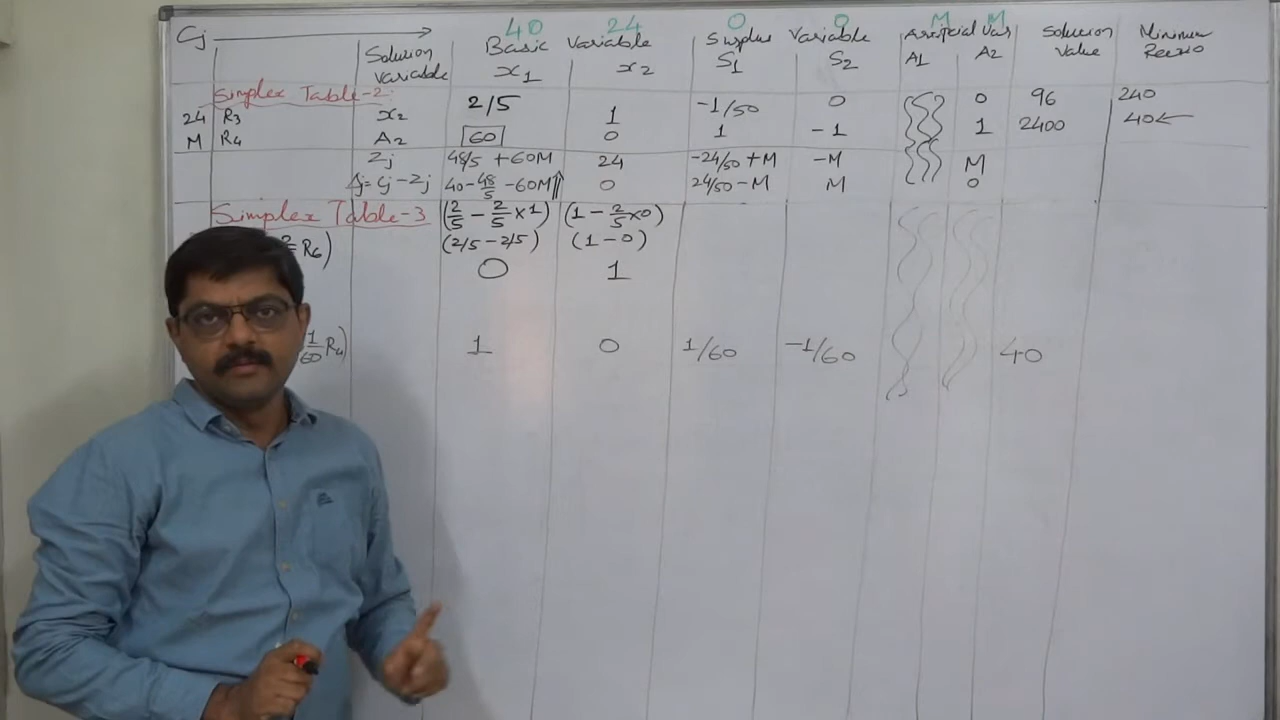 40 24 0 0 M M
Cj Solution variable Basic Variable Surplus Variable Artificial Var Solution Value Minimum
x1 x2 S1 S2 A1 A2
Simplex Table-2
24 R3 x2 2/5 1 -1/50 0 0 96 240
M R4 A2 60 0 1 -1 1 2400 40←
Zj 48/5 + 60M 24 -24/50 + M -M M
Δj = Cj - Zj 40 - 48/5 - 60M 0 24/50 - M M 0
Simplex Table-3 (2/5 - 2/5 x 1) (1 - 2/5 x 0)
R6) (2/5 - 2/5) (1 - 0)
0 1
1/60 R4) 1 0 1/60 -1/60 40